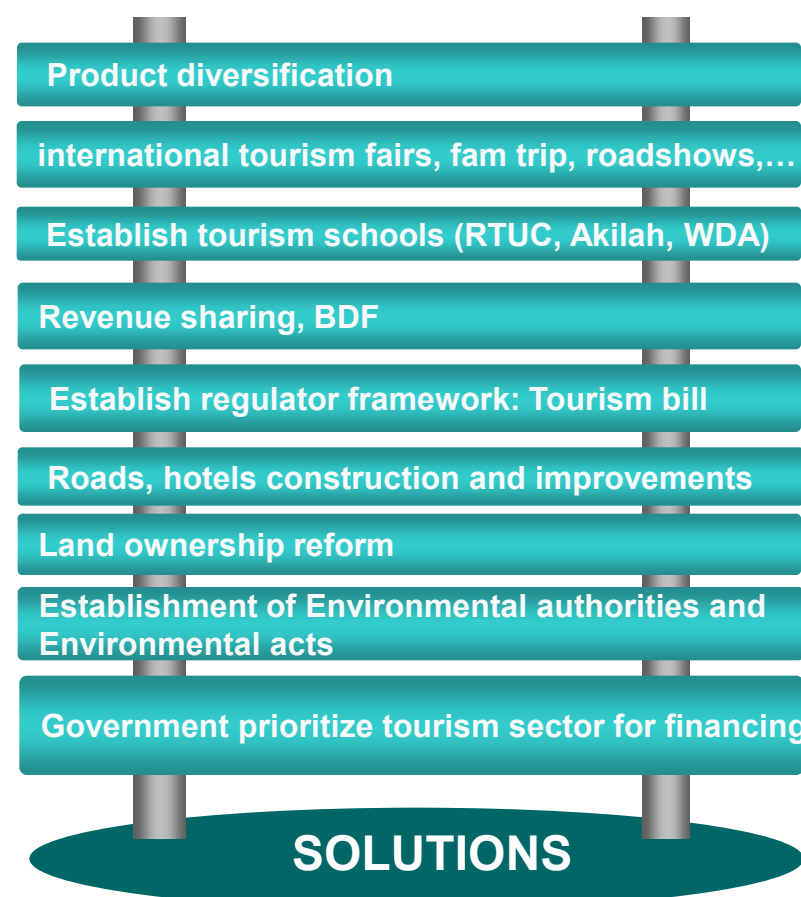 Product diversification
international tourism fairs, fam trip, roadshows,…
Establish tourism schools (RTUC, Akilah, WDA)
Revenue sharing, BDF
Establish regulator framework: Tourism bill
Roads, hotels construction and improvements
Land ownership reform
Establishment of Environmental authorities and
Environmental acts
Government prioritize tourism sector for financing
SOLUTIONS